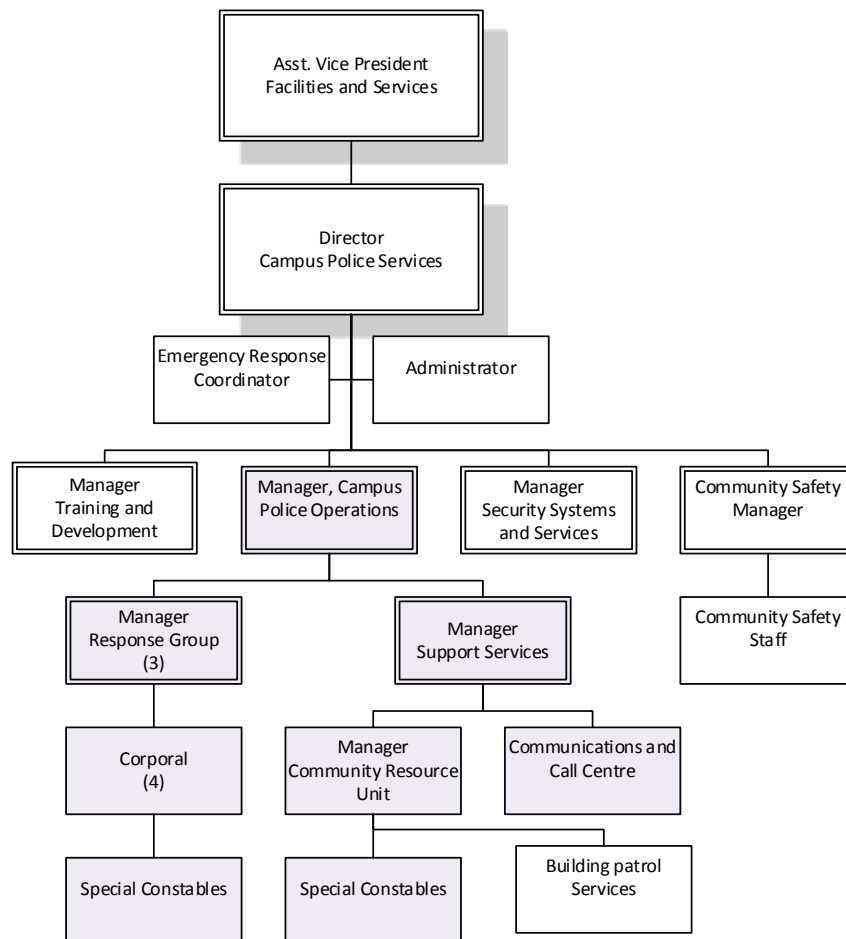 Asst. Vice President
Facilities and Services
Director
Campus Police Services
Emergency Response
Coordinator
Administrator
Manager
Training and
Development
Manager, Campus
Police Operations
Manager
Security Systems
and Services
Community Safety
Manager
Manager
Response Group
(3)
Manager
Support Services
Community Safety
Staff
Corporal
(4)
Manager
Community Resource
Unit
Communications and
Call Centre
Special Constables
Special Constables
Building patrol
Services